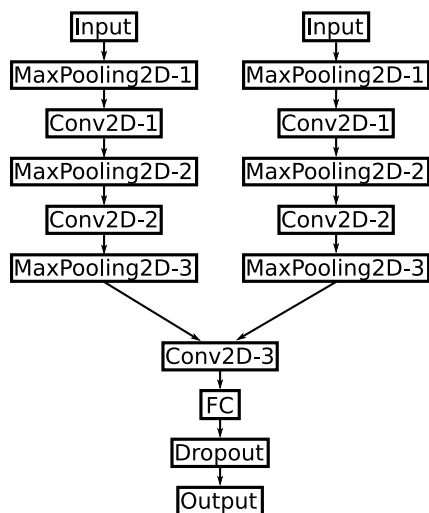 Input
Input
MaxPooling2D-1
MaxPooling2D-1
Conv2D-1
Conv2D-1
MaxPooling2D-2
MaxPooling2D-2
Conv2D-2
Conv2D-2
MaxPooling2D-3
MaxPooling2D-3
Conv2D-3
FC
Dropout
Output